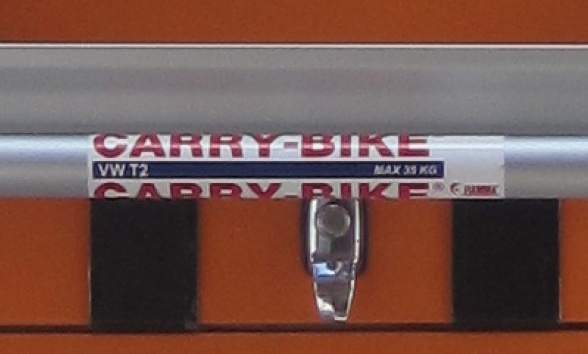 CARRY-BIKE
VW T2 MAX 35 KG
CARRY-BIKE® FIAMMA